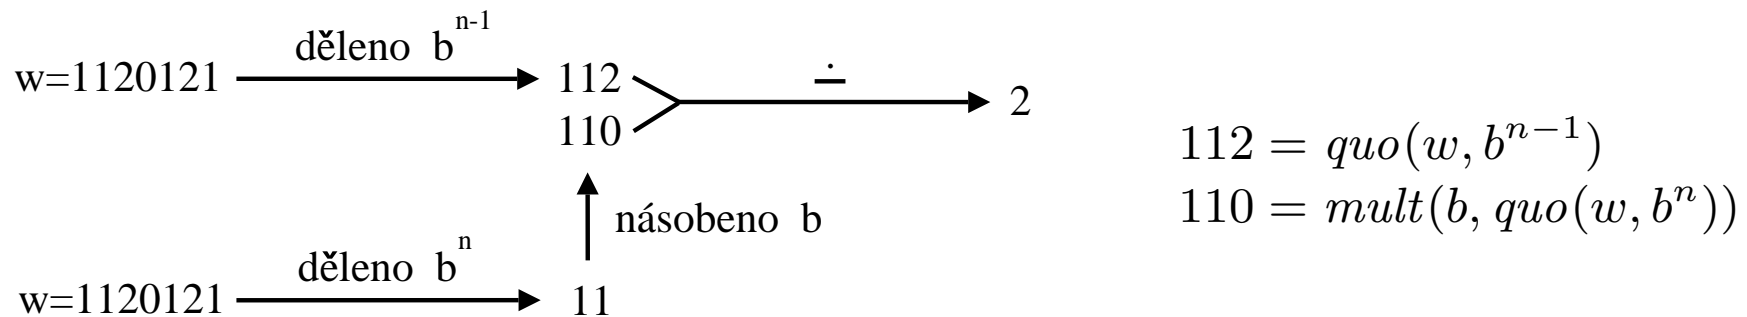 děleno b^{n-1}
w=1120121 112 ∸ 2
110
112 = quo(w, b^{n−1})
110 = mult(b, quo(w, b^n))
násobeno b
děleno b^n
w=1120121 11